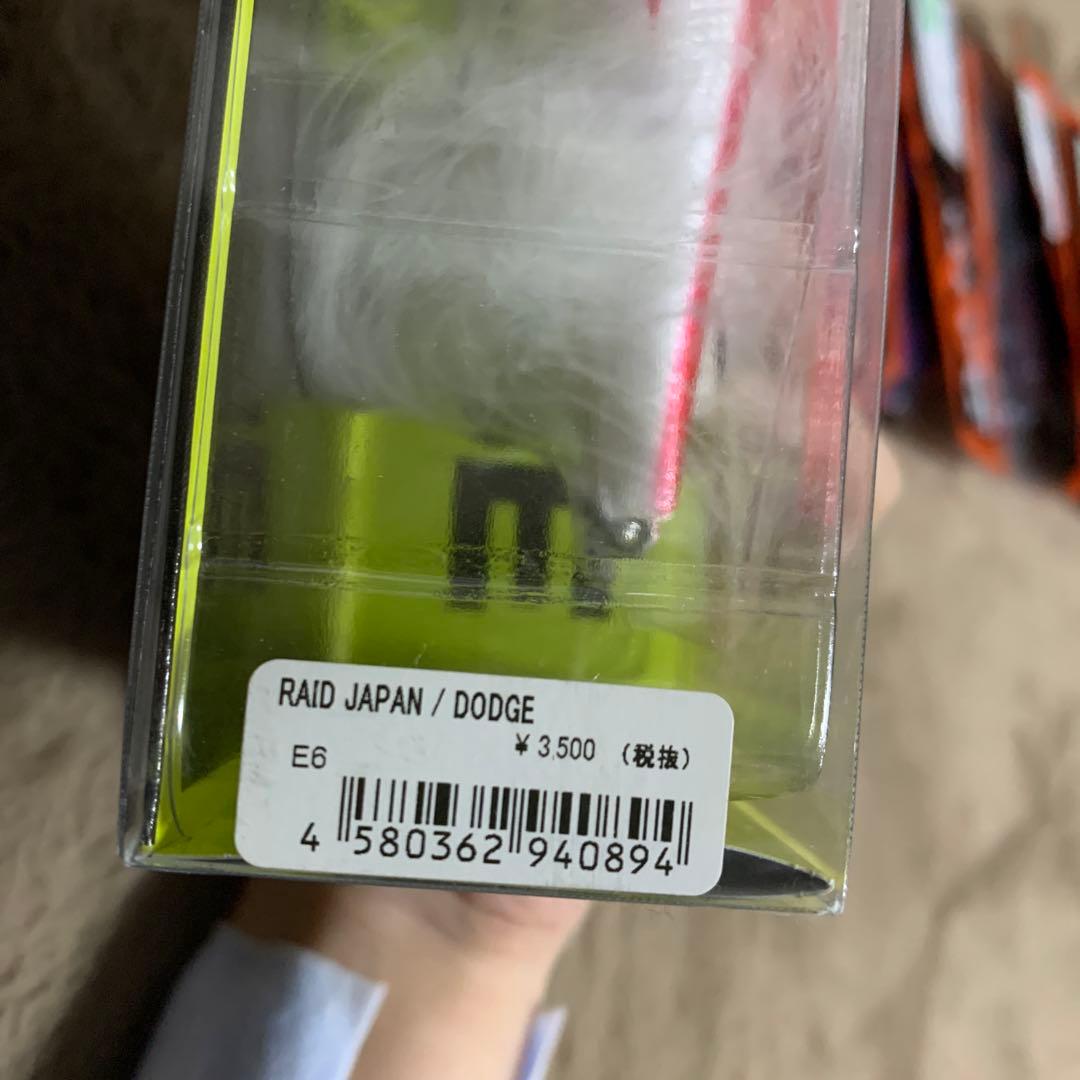 RAID JAPAN / DODGE
¥ 3,500 (税抜)
E6
4 580362 940894